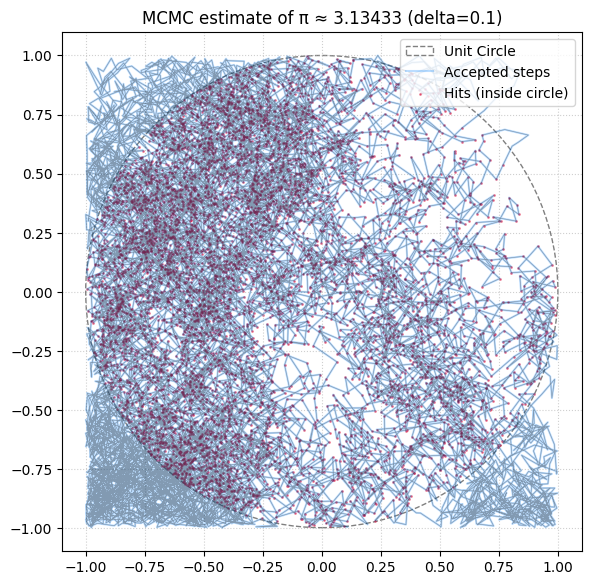 MCMC estimate of π ≈ 3.13433 (delta=0.1)
Unit Circle
Accepted steps
Hits (inside circle)
1.00
0.75
0.50
0.25
0.00
−0.25
−0.50
−0.75
−1.00
−1.00 −0.75 −0.50 −0.25 0.00 0.25 0.50 0.75 1.00